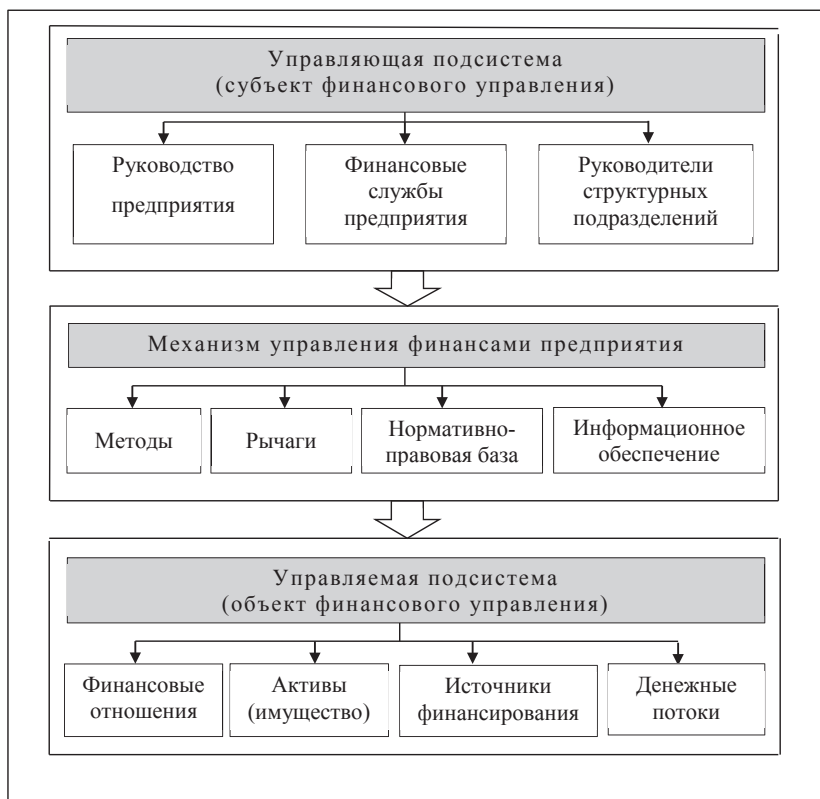 Управляющая подсистема
(субъект финансового управления)
Руководство
предприятия
Финансовые
службы
предприятия
Руководители
структурных
подразделений
Механизм управления финансами предприятия
Методы
Рычаги
Нормативно-
правовая база
Информационное
обеспечение
Управляемая подсистема
(объект финансового управления)
Финансовые
отношения
Активы
(имущество)
Источники
финансирования
Денежные
потоки